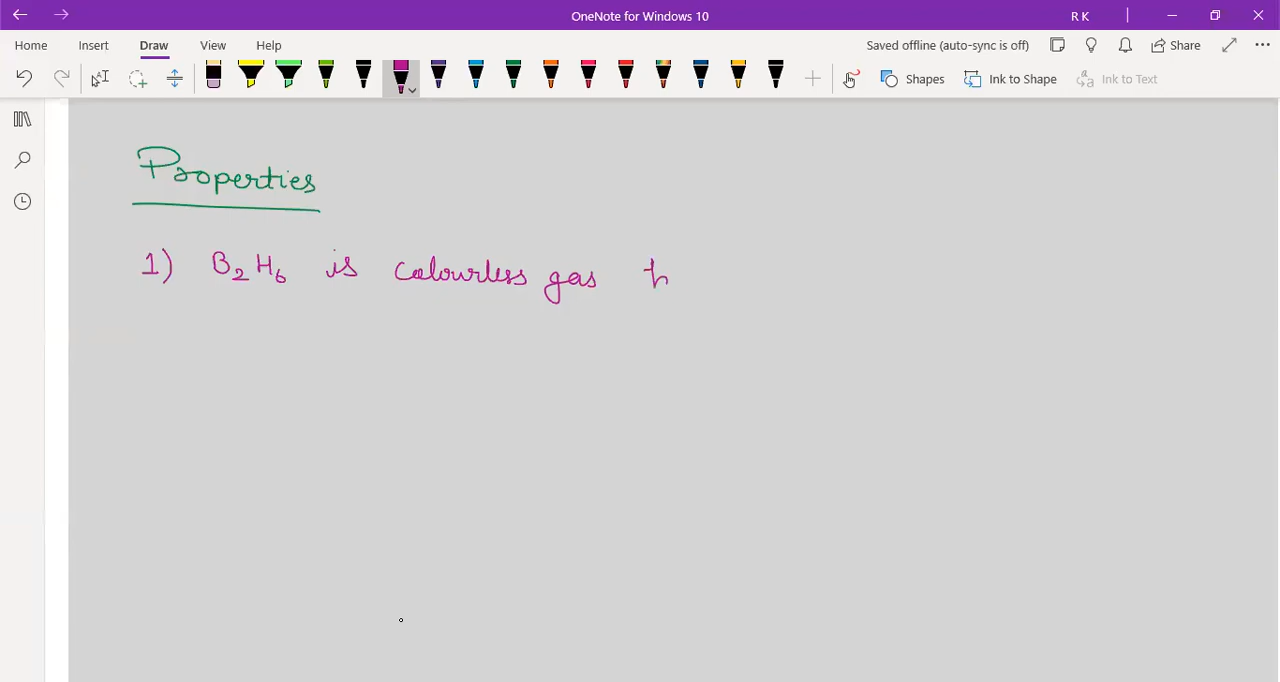 OneNote for Windows 10
R K
Home Insert Draw View Help
Saved offline (auto-sync is off) Share
Shapes Ink to Shape Ink to Text
Properties
1) B₂H₆ is colourless gas